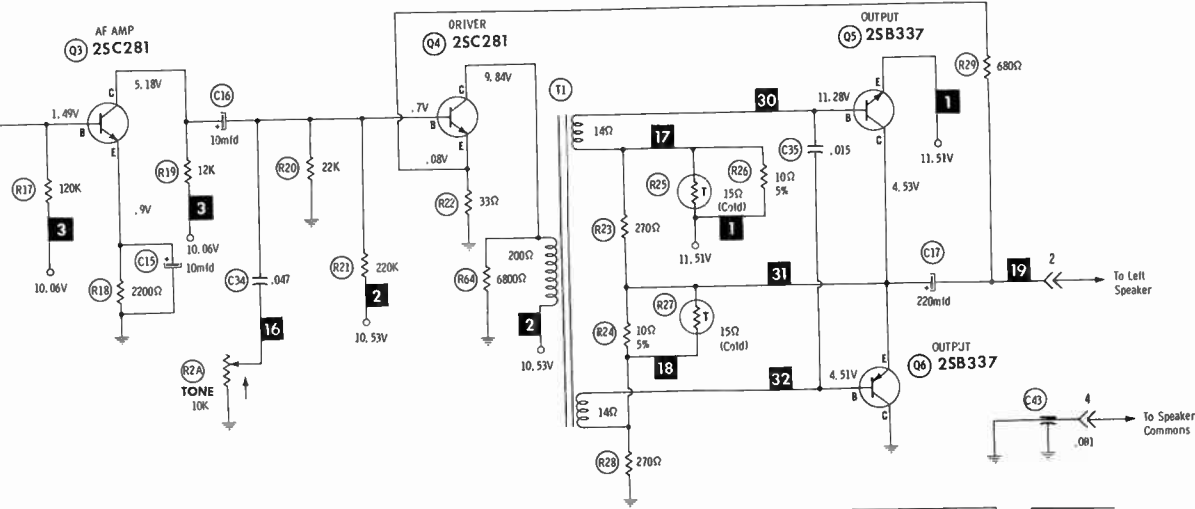 AF AMP
Q3 2SC281
5.18V
C
1.49V
B
E
R17
120K
3
10.06V
.9V
C15
10mfd
R18
2200Ω
R19
12K
3
10.06V
C16
+
10mfd
C34
.047
16
R2A
TONE
10K
R20
22K
R21
220K
2
10.53V
DRIVER
Q4 2SC281
9.84V
C
.7V
B
E
.08V
R22
33Ω
R64
6800Ω
200Ω
2
10.53V
T1
14Ω
17
30
R25
T
15Ω
(Cold)
R26
10Ω
5%
1
11.51V
R23
270Ω
31
R27
T
15Ω
(Cold)
R24
10Ω
5%
18
32
14Ω
R28
270Ω
C35
.015
OUTPUT
Q5 2SB337
E
11.28V
B
C
1
11.51V
4.53V
R29
680Ω
C17
+
220mfd
19
2
To Left
Speaker
OUTPUT
Q6 2SB337
4.51V
E
B
C
C43
4
.001
To Speaker
Commons